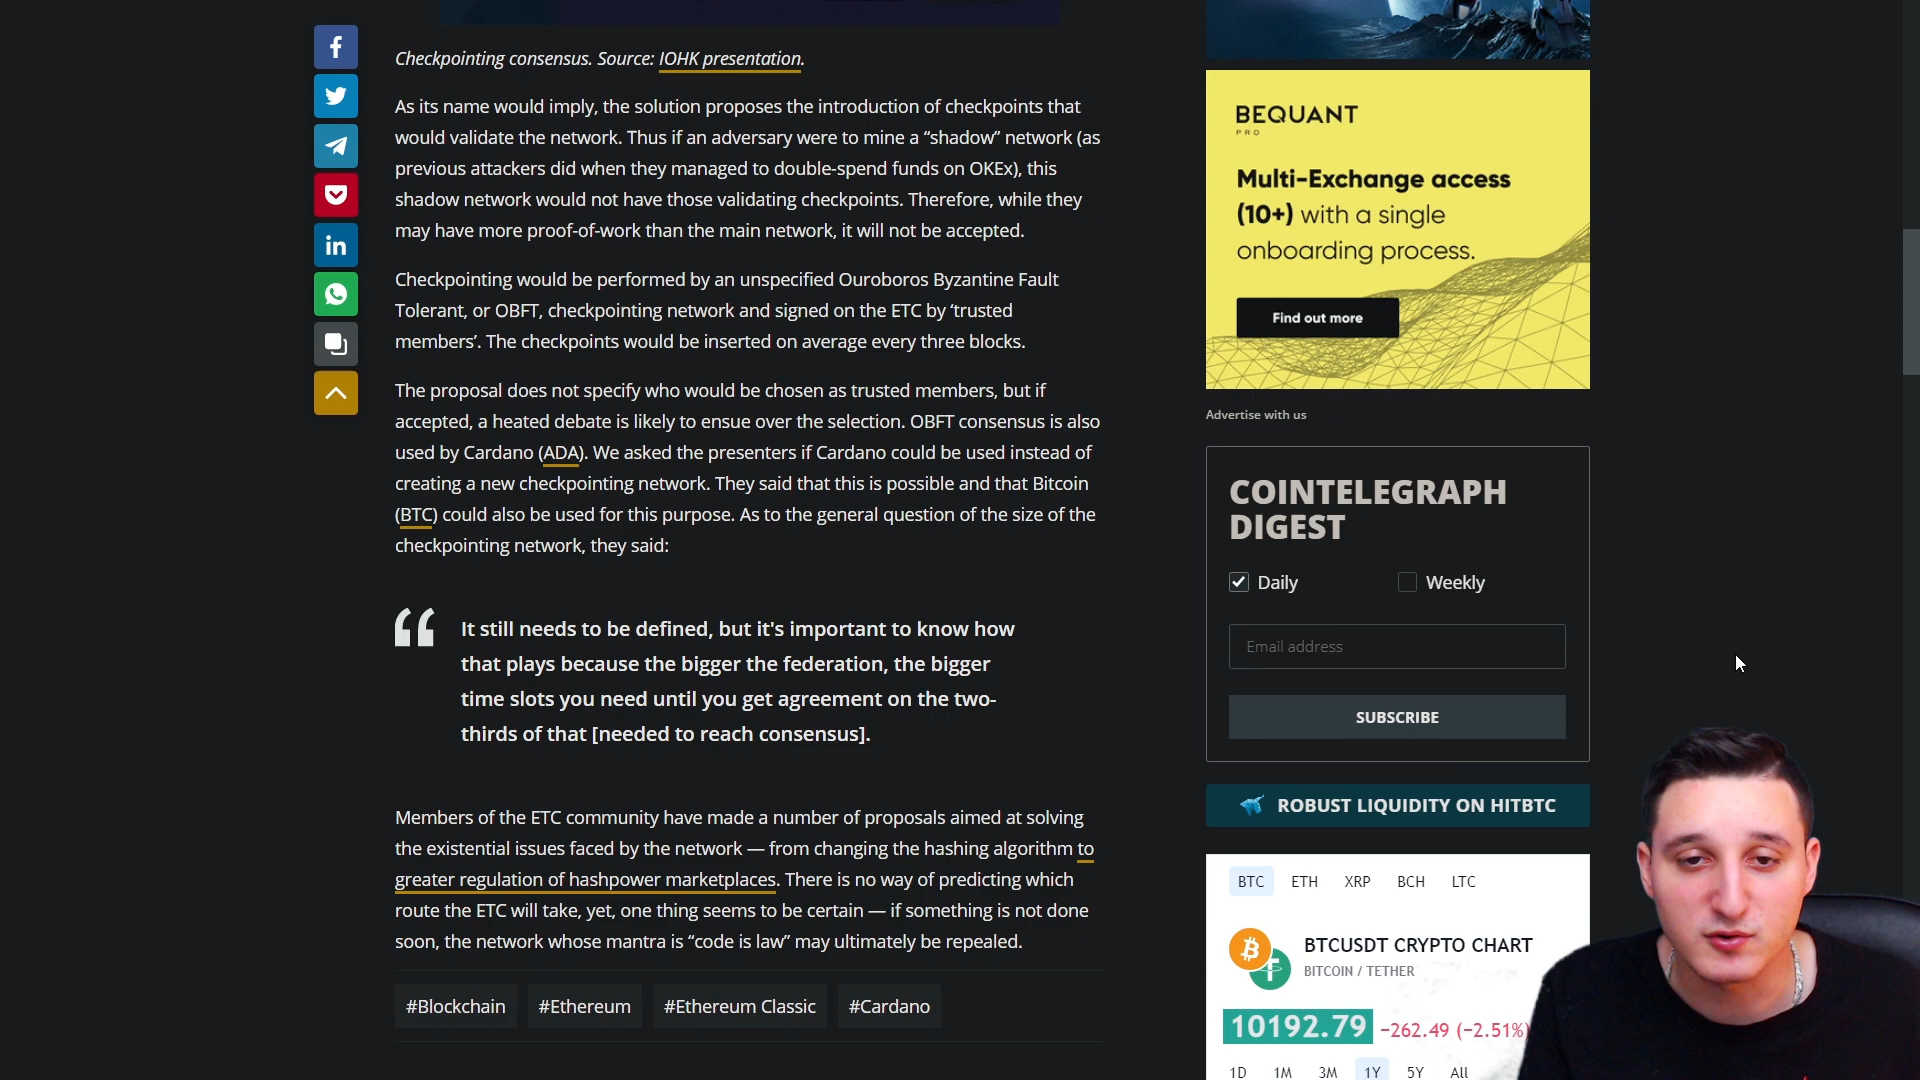 Checkpointing consensus. Source: IOHK presentation.
As its name would imply, the solution proposes the introduction of checkpoints that
would validate the network. Thus if an adversary were to mine a “shadow” network (as
previous attackers did when they managed to double-spend funds on OKEx), this
shadow network would not have those validating checkpoints. Therefore, while they
may have more proof-of-work than the main network, it will not be accepted.
Checkpointing would be performed by an unspecified Ouroboros Byzantine Fault
Tolerant, or OBFT, checkpointing network and signed on the ETC by ‘trusted
members’. The checkpoints would be inserted on average every three blocks.
The proposal does not specify who would be chosen as trusted members, but if
accepted, a heated debate is likely to ensue over the selection. OBFT consensus is also
used by Cardano (ADA). We asked the presenters if Cardano could be used instead of
creating a new checkpointing network. They said that this is possible and that Bitcoin
(BTC) could also be used for this purpose. As to the general question of the size of the
checkpointing network, they said:
It still needs to be defined, but it's important to know how
that plays because the bigger the federation, the bigger
time slots you need until you get agreement on the two-
thirds of that [needed to reach consensus].
Members of the ETC community have made a number of proposals aimed at solving
the existential issues faced by the network — from changing the hashing algorithm to
greater regulation of hashpower marketplaces. There is no way of predicting which
route the ETC will take, yet, one thing seems to be certain — if something is not done
soon, the network whose mantra is “code is law” may ultimately be repealed.
#Blockchain #Ethereum #Ethereum Classic #Cardano
BEQUANT
PRO
Multi-Exchange access
(10+) with a single
onboarding process.
Find out more
Advertise with us
COINTELEGRAPH
DIGEST
Daily Weekly
Email address
SUBSCRIBE
ROBUST LIQUIDITY ON HITBTC
BTC ETH XRP BCH LTC
BTCUSDT CRYPTO CHART
BITCOIN / TETHER
10192.79 −262.49 (−2.51%)
1D 1M 3M 1Y 5Y All